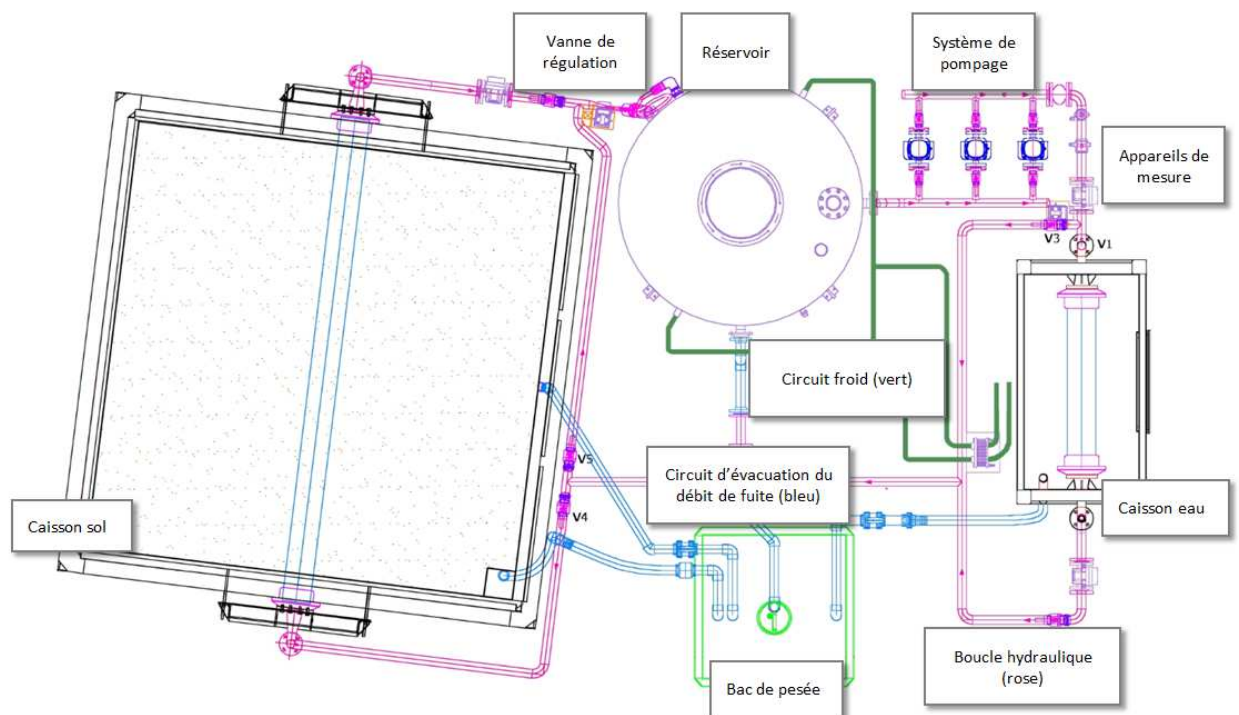 Vanne de
régulation
Réservoir
Système de
pompage
Appareils de
mesure
V3
V1
Circuit froid (vert)
V5
Circuit d'évacuation du
débit de fuite (bleu)
V4
Caisson sol
Caisson eau
Boucle hydraulique
(rose)
Bac de pesée